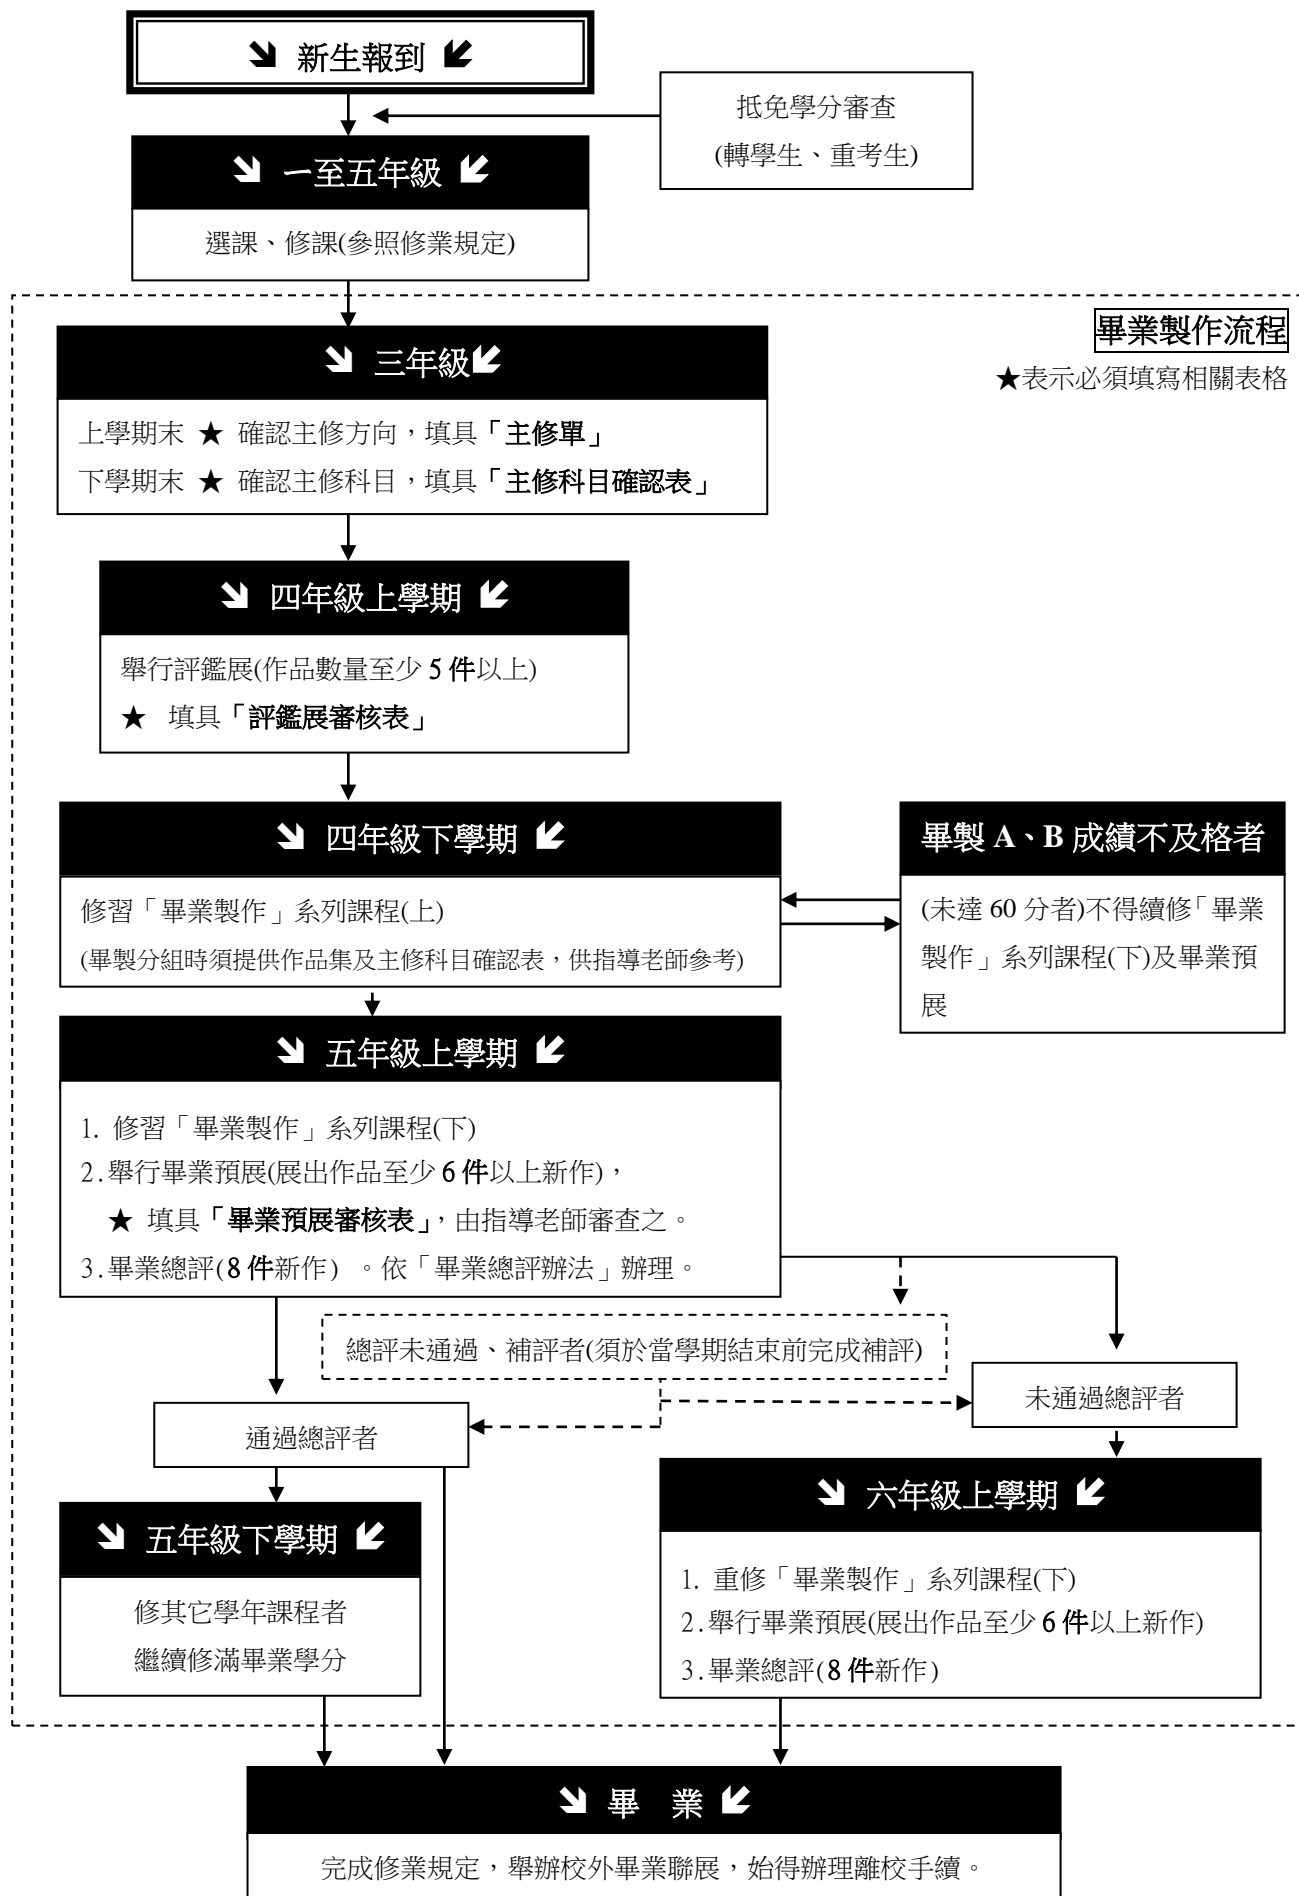 新生報到
抵免學分審查
(轉學生、重考生)
一至五年級
選課、修課(參照修業規定)
畢業製作流程
★表示必須填寫相關表格
三年級
上學期末 ★ 確認主修方向，填具「主修單」
下學期末 ★ 確認主修科目，填具「主修科目確認表」
四年級上學期
舉行評鑑展(作品數量至少 5 件以上)
★ 填具「評鑑展審核表」
四年級下學期
修習「畢業製作」系列課程(上)
(畢製分組時須提供作品集及主修科目確認表，供指導老師參考)
畢製 A、B 成績不及格者
(未達 60 分者)不得續修「畢業
製作」系列課程(下)及畢業預
展
五年級上學期
1. 修習「畢業製作」系列課程(下)
2.舉行畢業預展(展出作品至少 6 件以上新作)，
★ 填具「畢業預展審核表」，由指導老師審查之。
3.畢業總評(8 件新作) 。依「畢業總評辦法」辦理。
總評未通過、補評者(須於當學期結束前完成補評)
未通過總評者
通過總評者
五年級下學期
修其它學年課程者
繼續修滿畢業學分
六年級上學期
1. 重修「畢業製作」系列課程(下)
2.舉行畢業預展(展出作品至少 6 件以上新作)
3.畢業總評(8 件新作)
畢 業
完成修業規定，舉辦校外畢業聯展，始得辦理離校手續。